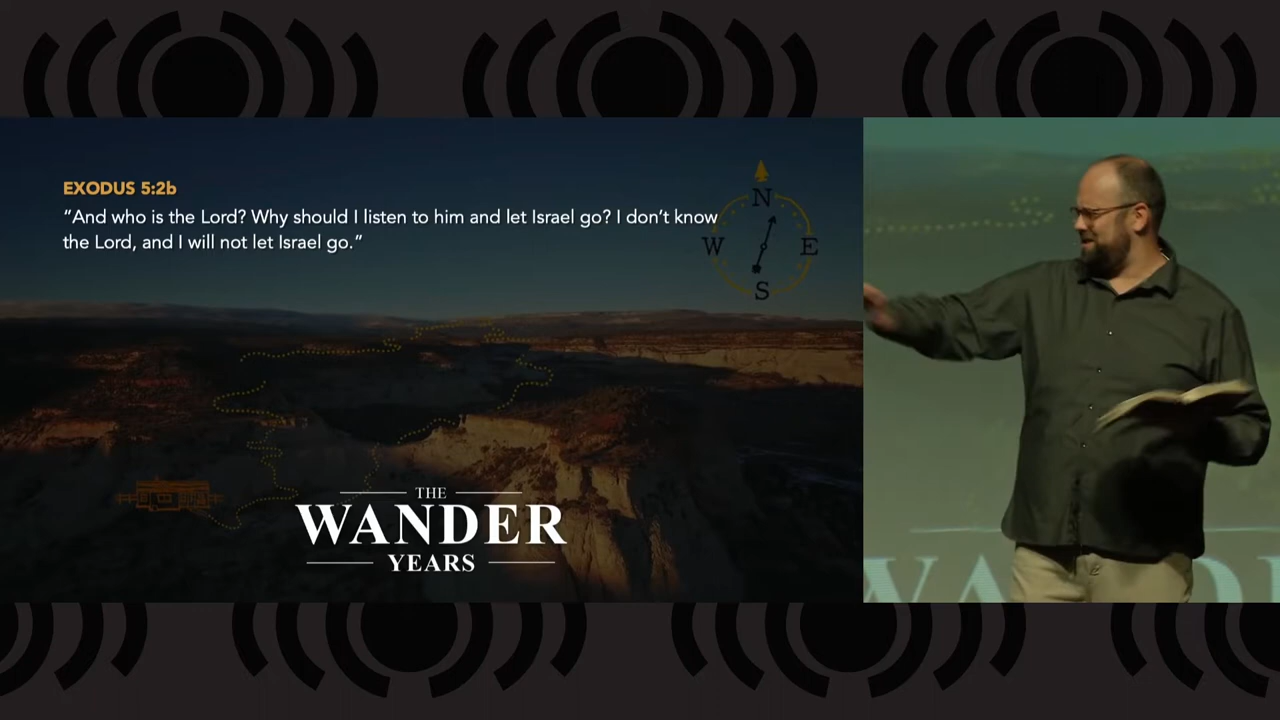 EXODUS 5:2b
“And who is the Lord? Why should I listen to him and let Israel go? I don’t know
the Lord, and I will not let Israel go.”
N
W E
S
THE
WANDER
YEARS